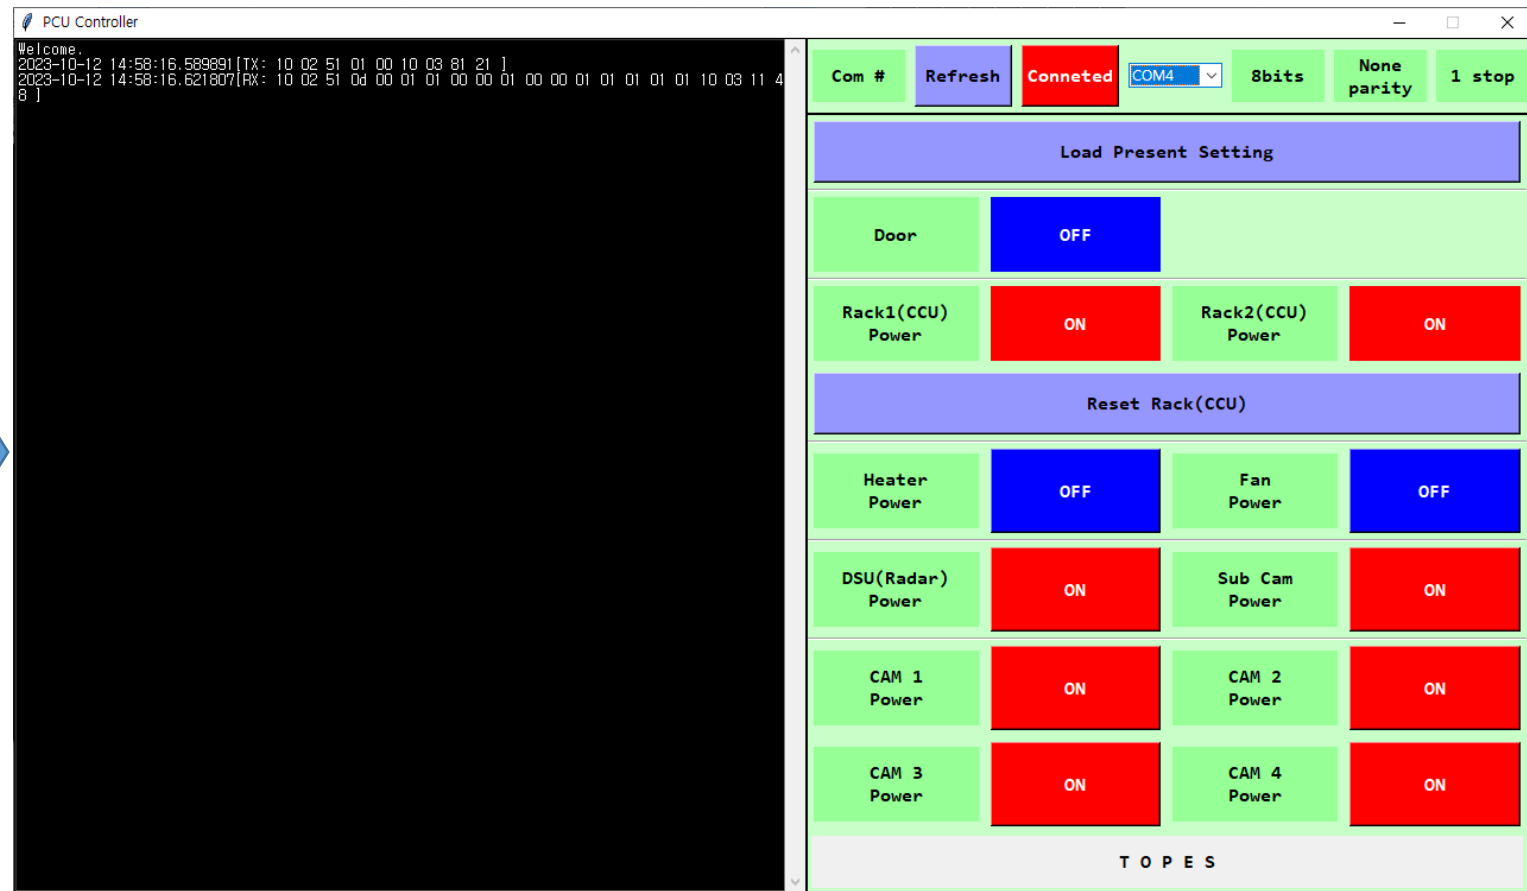 PCU Controller
Welcome.
2023-10-12 14:58:16.589891[TX: 10 02 51 01 00 10 03 81 21 ]
2023-10-12 14:58:16.621807[RX: 10 02 51 0d 00 01 01 00 00 01 00 00 01 01 01 01 01 10 03 11 4
8 ]
Com #
Refresh
Conneted
COM4
8bits
None
parity
1 stop
Load Present Setting
Door
OFF
Rack1(CCU)
Power
ON
Rack2(CCU)
Power
ON
Reset Rack(CCU)
Heater
Power
OFF
Fan
Power
OFF
DSU(Radar)
Power
ON
Sub Cam
Power
ON
CAM 1
Power
ON
CAM 2
Power
ON
CAM 3
Power
ON
CAM 4
Power
ON
T O P E S